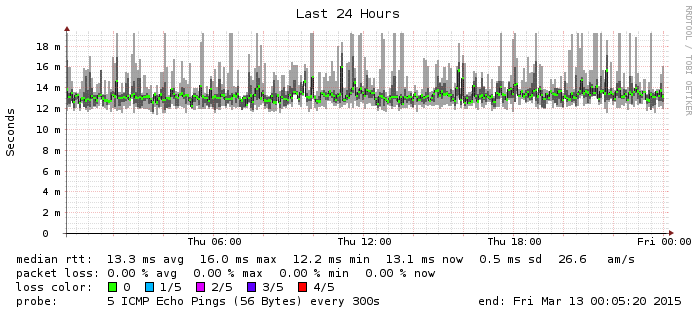 Last 24 Hours
RRDTOOL / TOBI OETIKER
Seconds
18 m
16 m
14 m
12 m
10 m
8 m
6 m
4 m
2 m
0
Thu 06:00 Thu 12:00 Thu 18:00 Fri 00:00
median rtt: 13.3 ms avg 16.0 ms max 12.2 ms min 13.1 ms now 0.5 ms sd 26.6 am/s
packet loss: 0.00 % avg 0.00 % max 0.00 % min 0.00 % now
loss color: 0 1/5 2/5 3/5 4/5
probe: 5 ICMP Echo Pings (56 Bytes) every 300s end: Fri Mar 13 00:05:20 2015